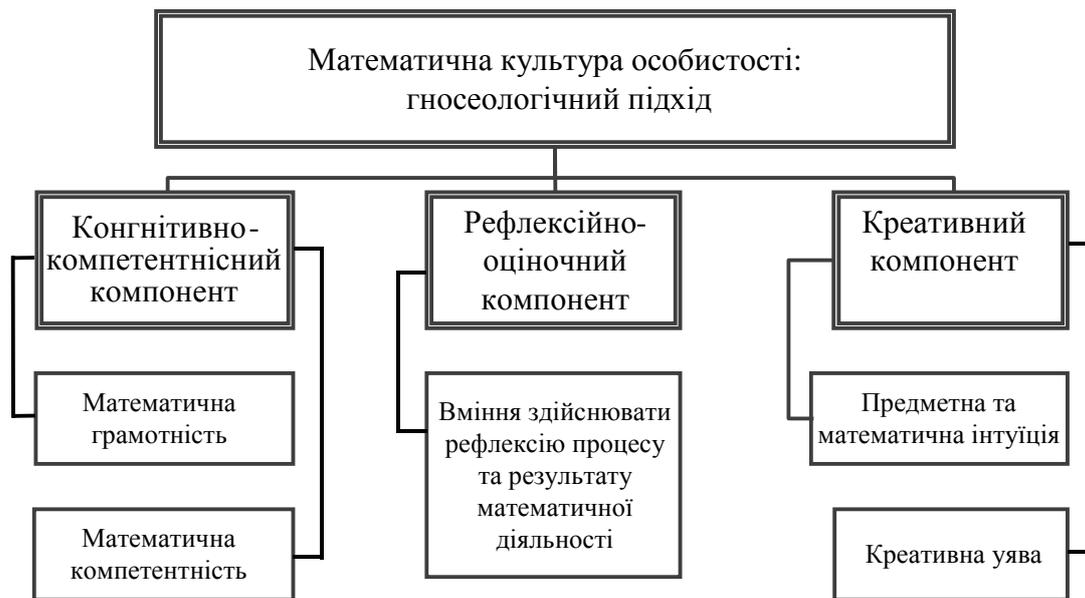 Математична культура особистості:
гносеологічний підхід
Конгнітивно-
компетентнісний
компонент
Рефлексійно-
оціночний
компонент
Креативний
компонент
Математична
грамотність
Вміння здійснювати
рефлексію процесу
та результату
математичної
діяльності
Предметна та
математична інтуїція
Математична
компетентність
Креативна уява